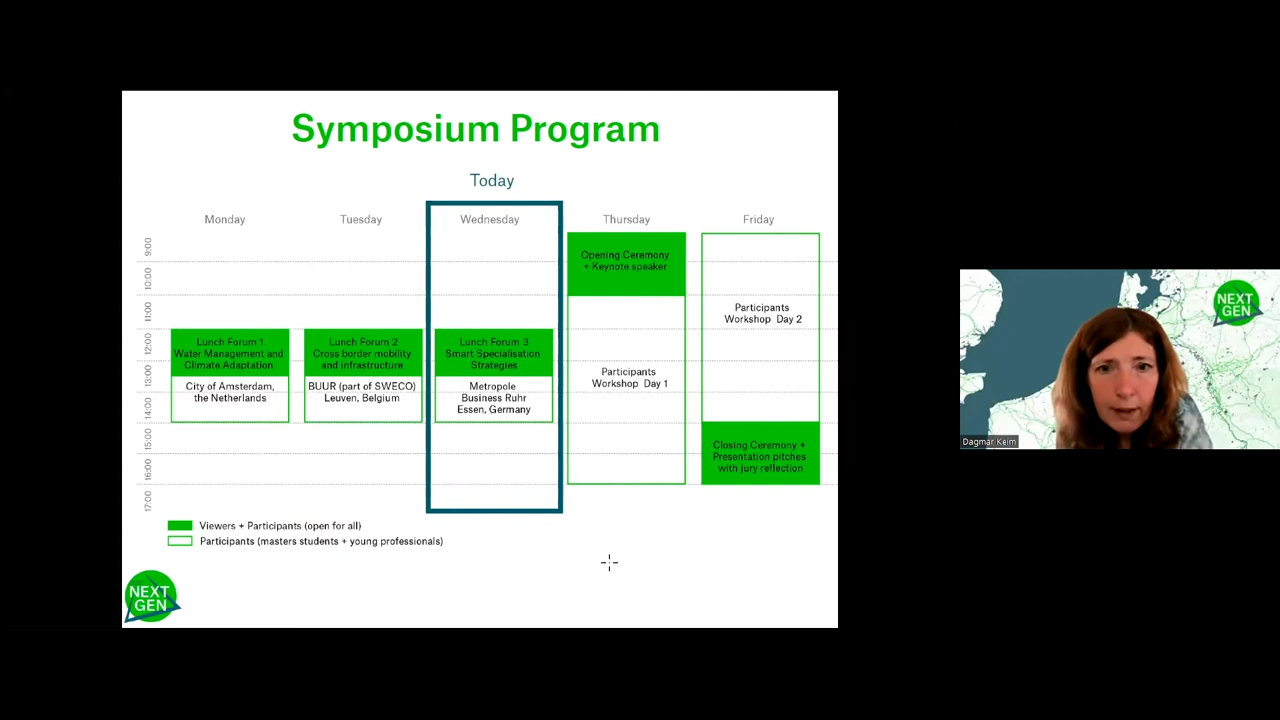 Symposium Program
Today
Monday
Tuesday
Wednesday
Thursday
Friday
9:00
10:00
11:00
12:00
13:00
14:00
15:00
16:00
17:00
Lunch Forum 1
Water Management and
Climate Adaptation
City of Amsterdam,
the Netherlands
Lunch Forum 2
Cross border mobility
and infrastructure
BUUR (part of SWECO)
Leuven, Belgium
Lunch Forum 3
Smart Specialisation
Strategies
Metropole
Business Ruhr
Essen, Germany
Opening Ceremony
+ Keynote speaker
Participants
Workshop Day 1
Participants
Workshop Day 2
Closing Ceremony +
Presentation pitches
with jury reflection
Viewers + Participants (open for all)
Participants (masters students + young professionals)
NEXT
GEN
NEXT
GEN
Dagmar Keim